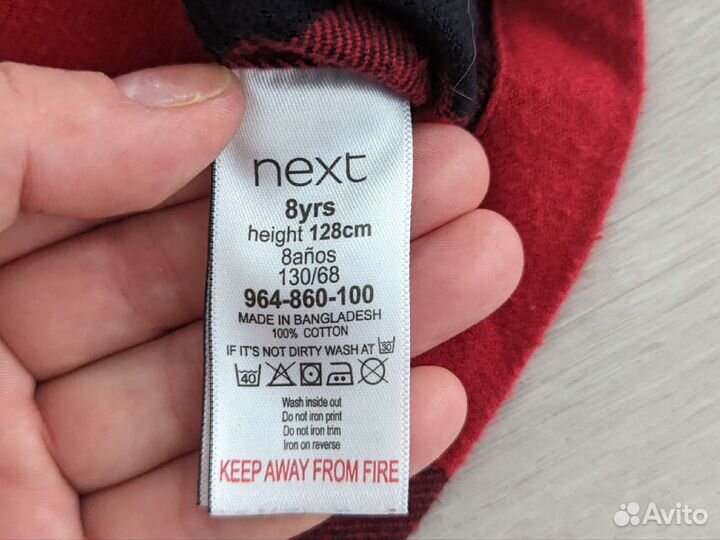 next
8yrs
height 128cm
8años
130/68
964-860-100
MADE IN BANGLADESH
100% COTTON
IF IT'S NOT DIRTY WASH AT 30
40
Wash inside out
Do not iron print
Do not iron trim
Iron on reverse
KEEP AWAY FROM FIRE
Avito